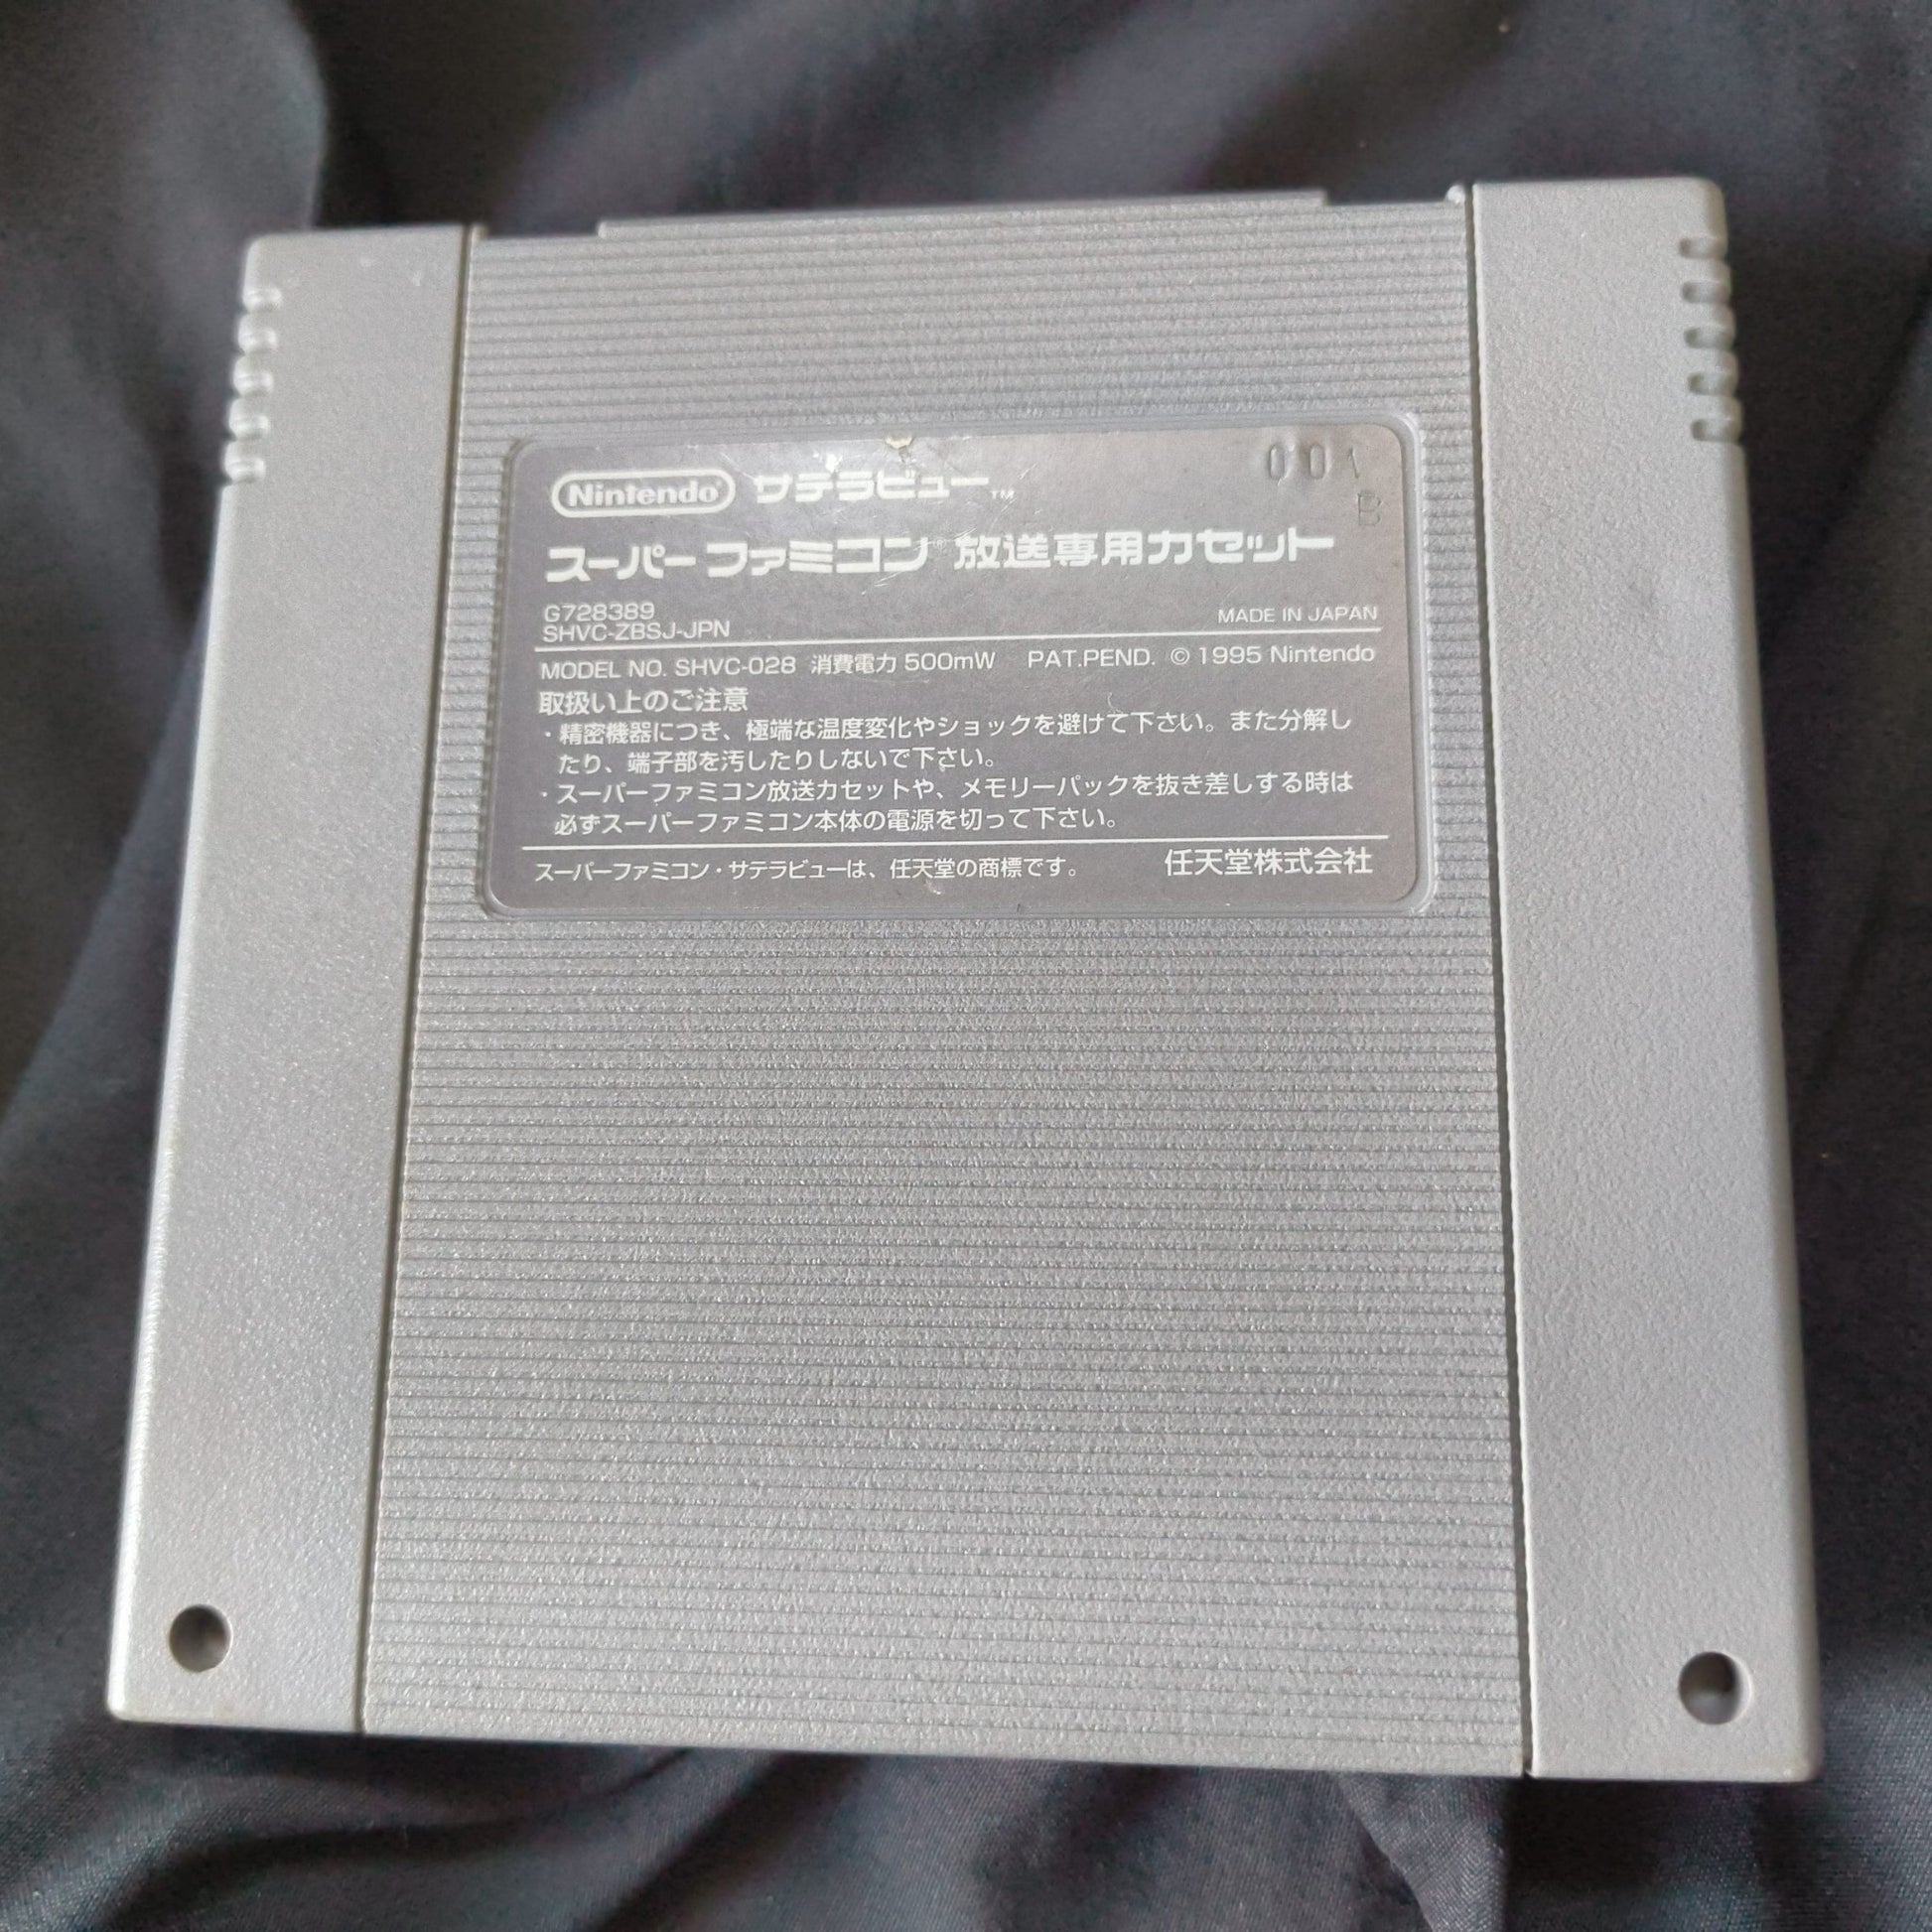 Nintendo® サテラビュー™
001
B
スーパーファミコン® 放送専用カセット
G728389
SHVC-ZBSJ-JPN
MADE IN JAPAN
MODEL NO. SHVC-028 消費電力 500mW PAT.PEND. © 1995 Nintendo
取扱い上のご注意
・精密機器につき、極端な温度変化やショックを避けて下さい。また分解し
たり、端子部を汚したりしないで下さい。
・スーパーファミコン放送カセットや、メモリーパックを抜き差しする時は
必ずスーパーファミコン本体の電源を切って下さい。
スーパーファミコン・サテラビューは、任天堂の商標です。 任天堂株式会社